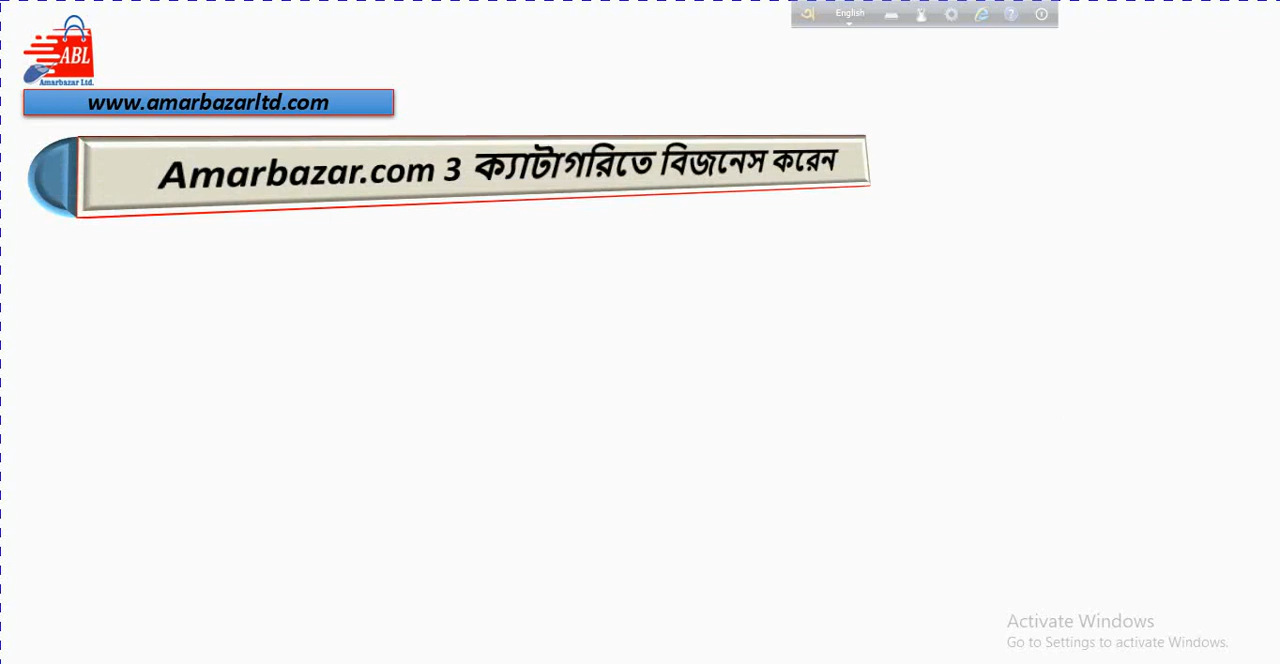 English
ABL
Amarbazar Ltd.
www.amarbazarltd.com
Amarbazar.com 3 ক্যাটাগরিতে বিজনেস করেন
Activate Windows
Go to Settings to activate Windows.